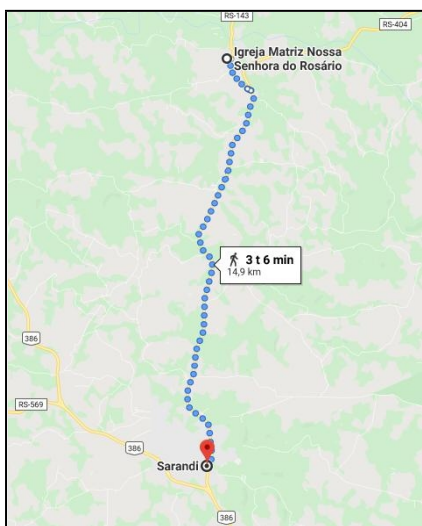 RS-143
RS-404
Igreja Matriz Nossa
Senhora do Rosário
3 t 6 min
14,9 km
386
RS-569
386
Sarandi
386